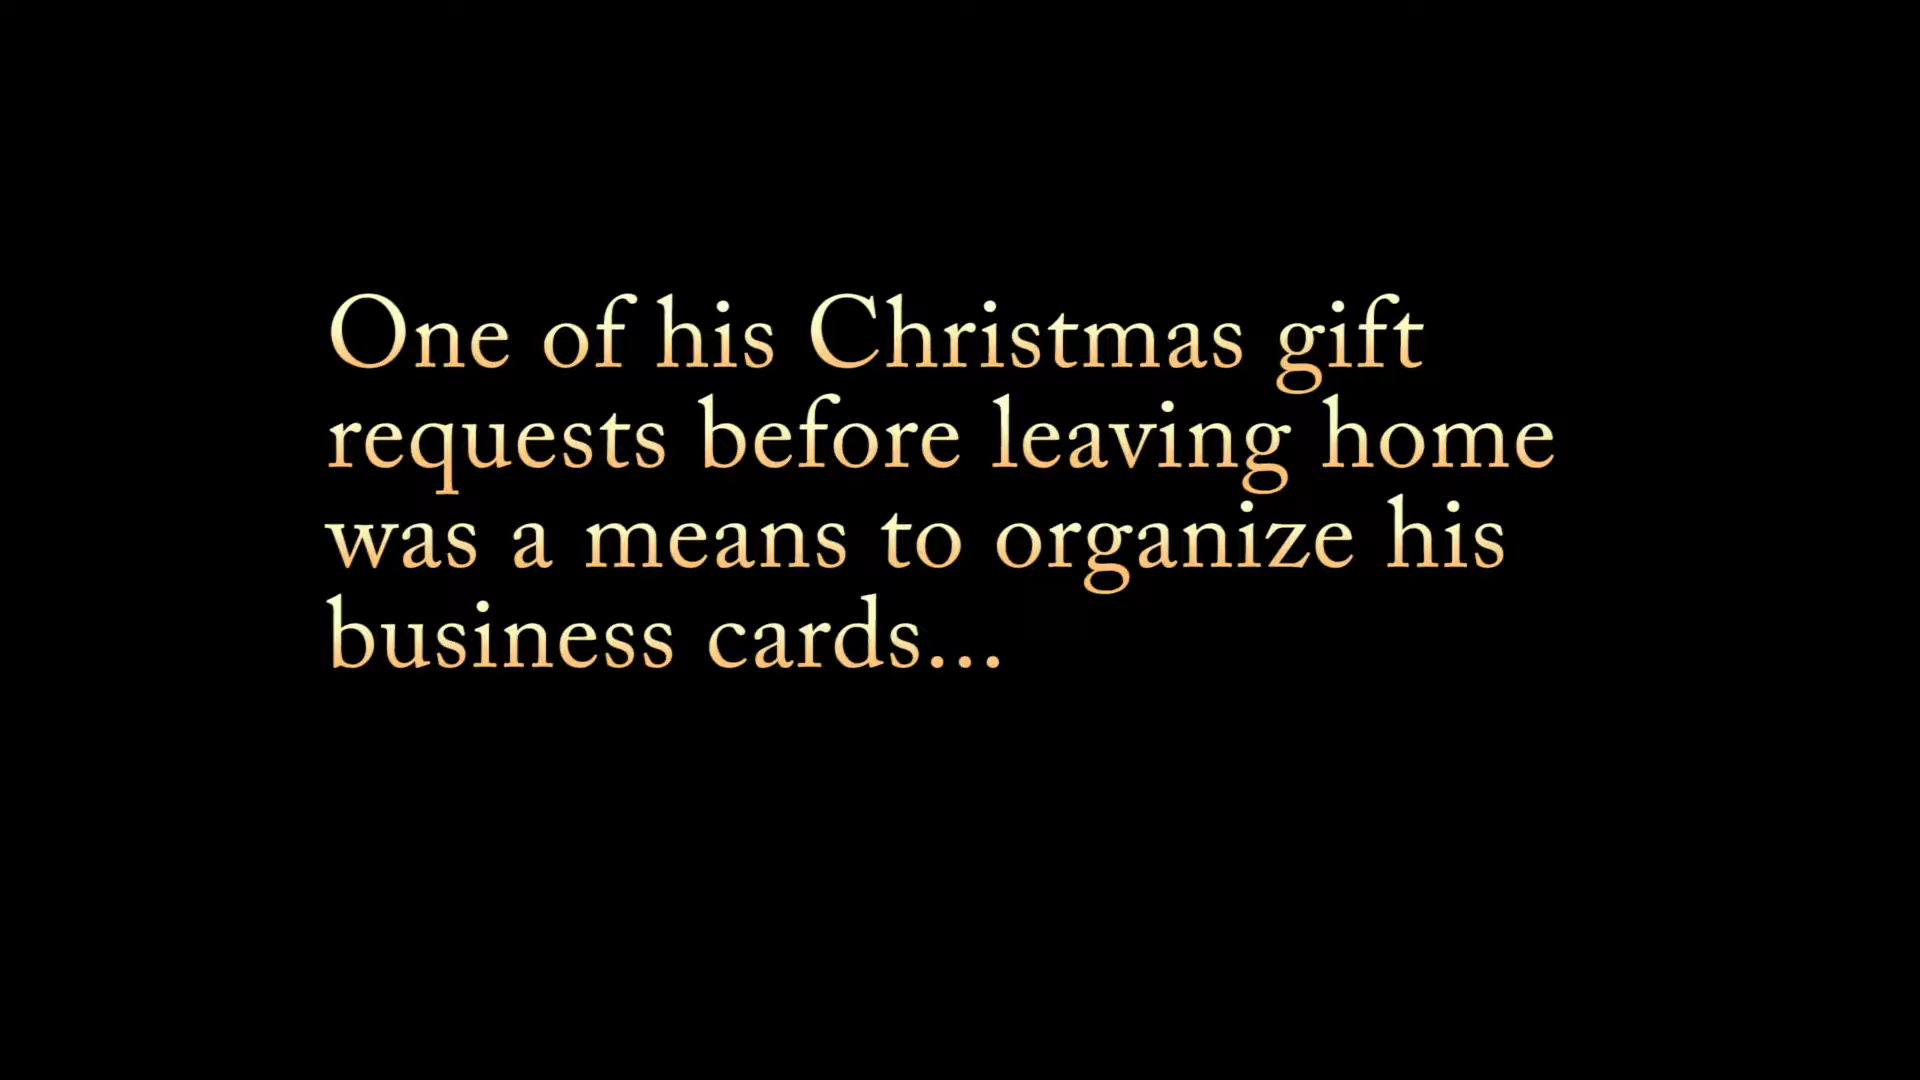 One of his Christmas gift
requests before leaving home
was a means to organize his
business cards...